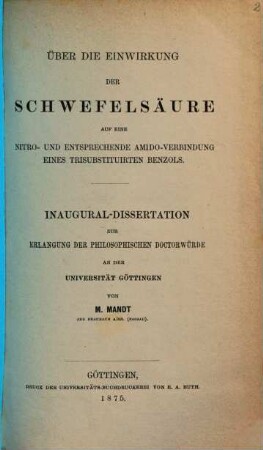 ÜBER DIE EINWIRKUNG
DER
SCHWEFELSÄURE
AUF EINE
NITRO- UND ENTSPRECHENDE AMIDO-VERBINDUNG
EINES TRISUBSTITUIRTEN BENZOLS.
INAUGURAL-DISSERTATION
ZUR
ERLANGUNG DER PHILOSOPHISCHEN DOCTORWÜRDE
AN DER
UNIVERSITÄT GÖTTINGEN
VON
M. MANDT
GÖTTINGEN,
DRUCK DER UNIVERSITÄTS-BUCHDRUCKEREI VON E. A. HUTH.
1875.